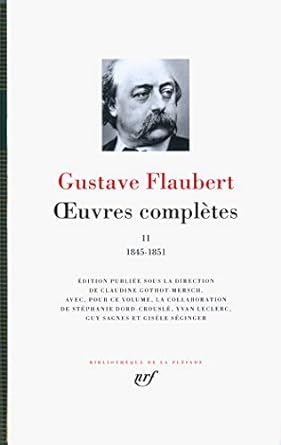 Gustave Flaubert
Œuvres complètes
II
1845-1851
ÉDITION PUBLIÉE SOUS LA DIRECTION
DE CLAUDINE GOTHOT-MERSCH,
AVEC, POUR CE VOLUME, LA COLLABORATION
DE STÉPHANIE DORD-CROUSLÉ, YVAN LECLERC,
GUY SAGNES ET GISÈLE SÉGINGER
BIBLIOTHÈQUE DE LA PLÉIADE
nrf